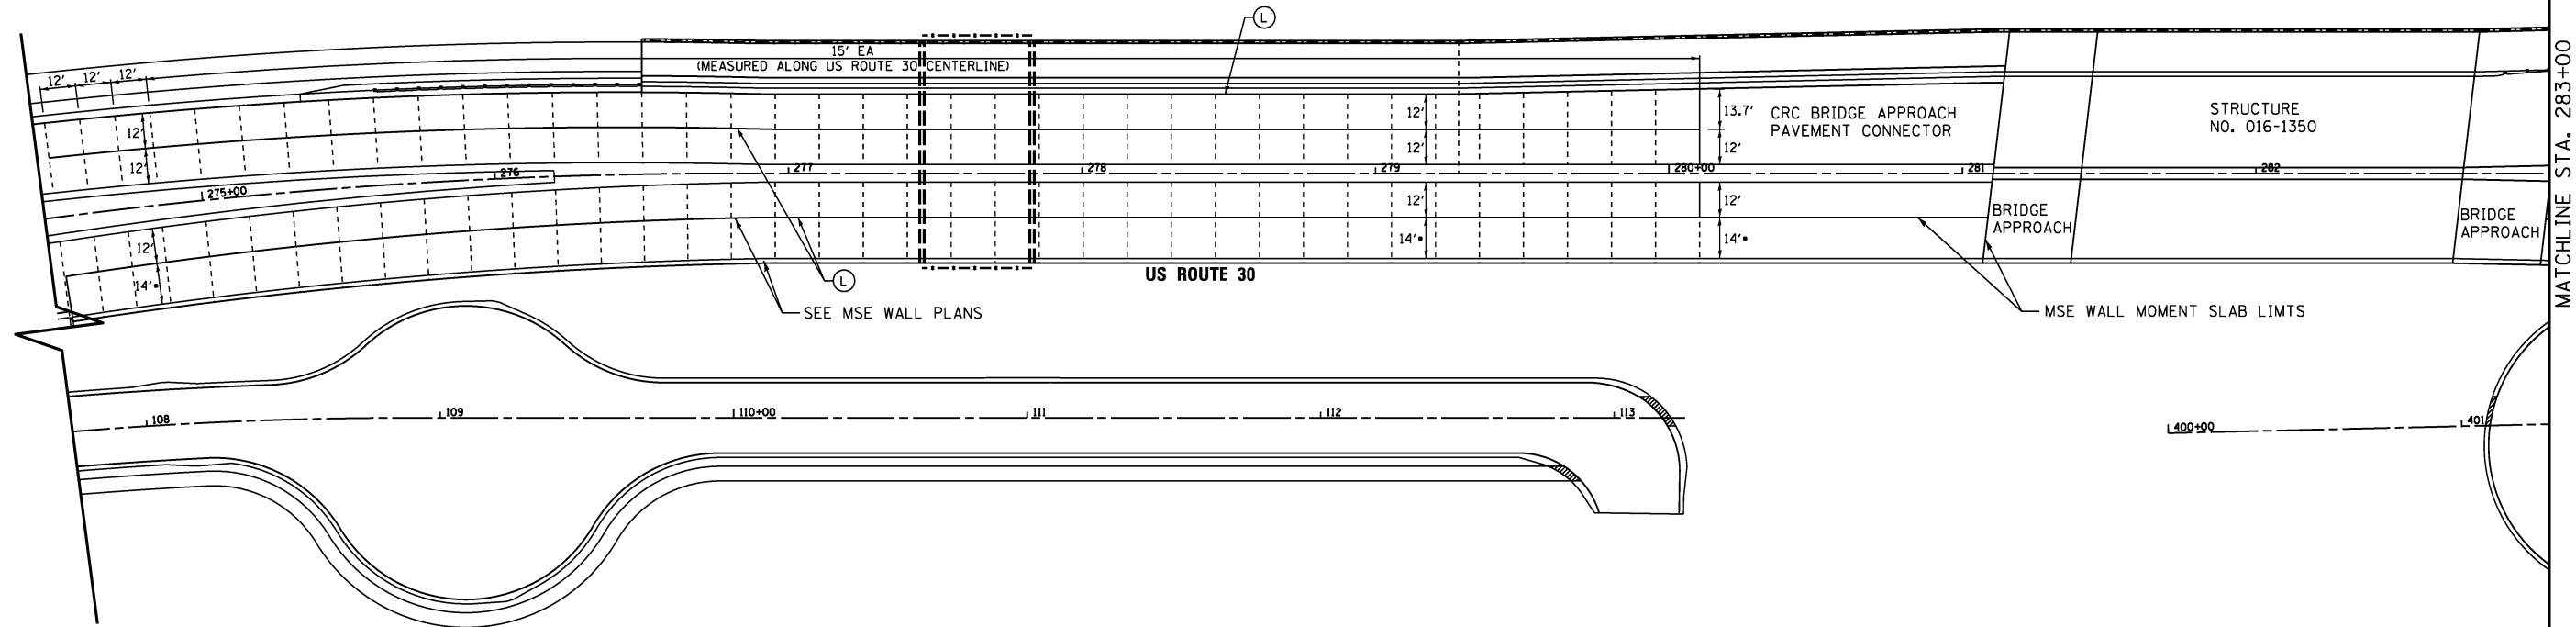 L
15' EA
(MEASURED ALONG US ROUTE 30 CENTERLINE)
12' 12' 12'
12'
12'
12'
14'•
275+00
276
277
278
279
280+00
281
282
12'
12'
12'
14'•
13.7'
12'
12'
14'•
CRC BRIDGE APPROACH
PAVEMENT CONNECTOR
STRUCTURE
NO. 016-1350
BRIDGE
APPROACH
BRIDGE
APPROACH
MATCHLINE STA. 283+00
L
US ROUTE 30
SEE MSE WALL PLANS
MSE WALL MOMENT SLAB LIMTS
108
109
110+00
111
112
113
400+00
401